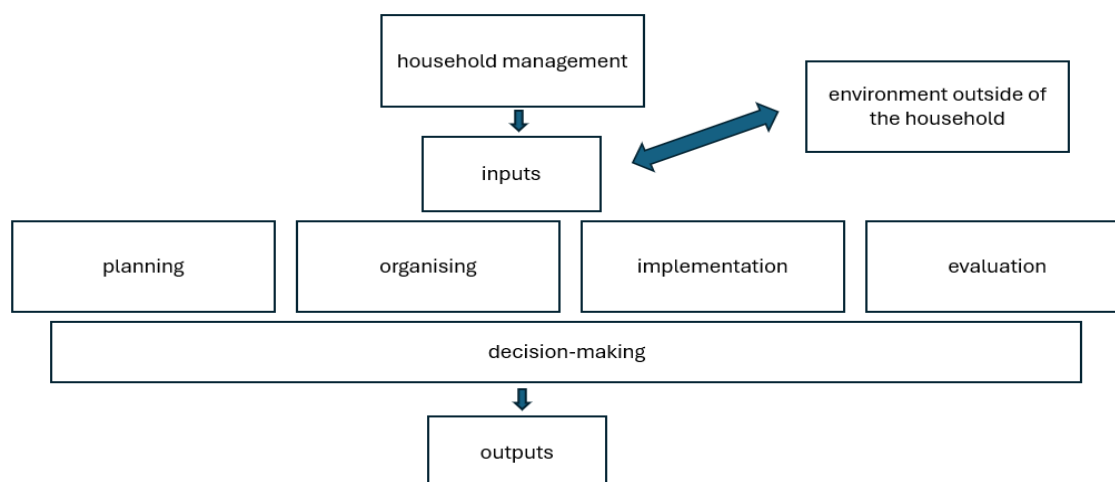 household management
environment outside of
the household
inputs
planning
organising
implementation
evaluation
decision-making
outputs